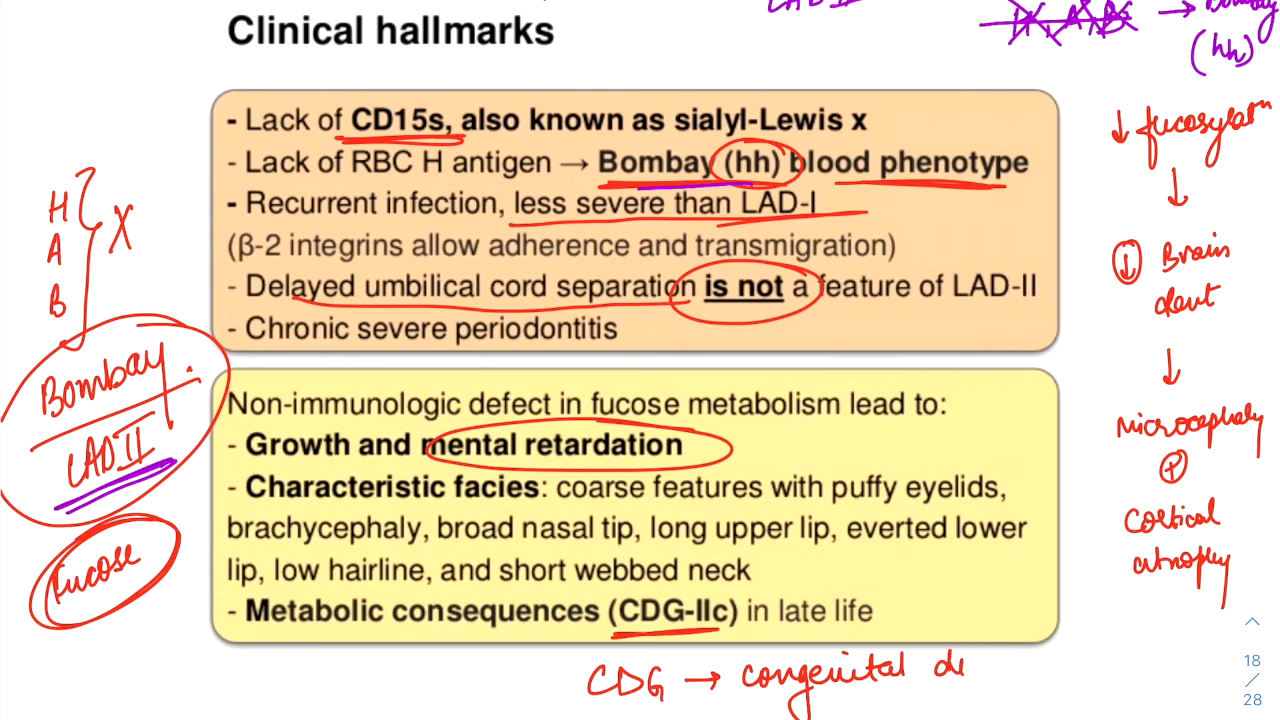 LAD II
Clinical hallmarks
H, A, B → Bombay
(hh)
- Lack of CD15s, also known as sialyl-Lewis x
- Lack of RBC H antigen → Bombay (hh) blood phenotype
- Recurrent infection, less severe than LAD-I
(β-2 integrins allow adherence and transmigration)
- Delayed umbilical cord separation is not a feature of LAD-II
- Chronic severe periodontitis
Non-immunologic defect in fucose metabolism lead to:
- Growth and mental retardation
- Characteristic facies: coarse features with puffy eyelids,
brachycephaly, broad nasal tip, long upper lip, everted lower
lip, low hairline, and short webbed neck
- Metabolic consequences (CDG-IIc) in late life
H
A
B
X
Bombay
LAD II
Fucose
↓ fucosylatn
↓
↓ Brain
devt
↓
Microcephaly
+
Cortical
atrophy
CDG → congenital
18
/
28